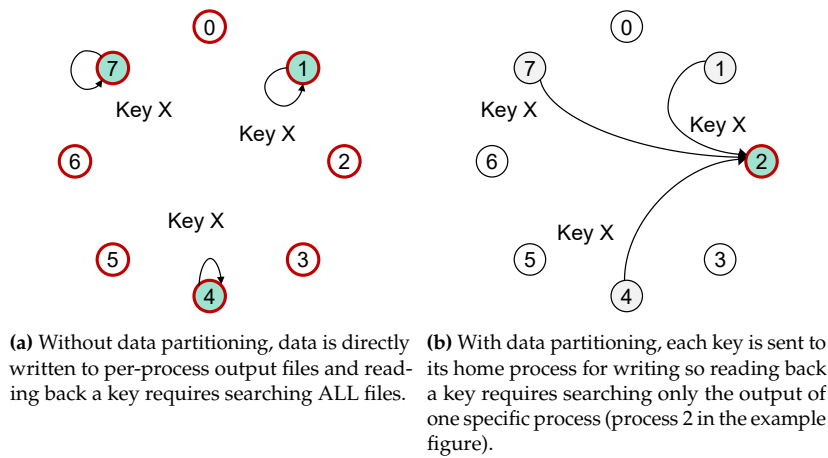 0
7
1
Key X
Key X
6
2
Key X
5
3
4
(a) Without data partitioning, data is directly
written to per-process output files and read-
ing back a key requires searching ALL files.
0
7
1
Key X
Key X
6
2
Key X
5
3
4
(b) With data partitioning, each key is sent to
its home process for writing so reading back
a key requires searching only the output of
one specific process (process 2 in the example
figure).